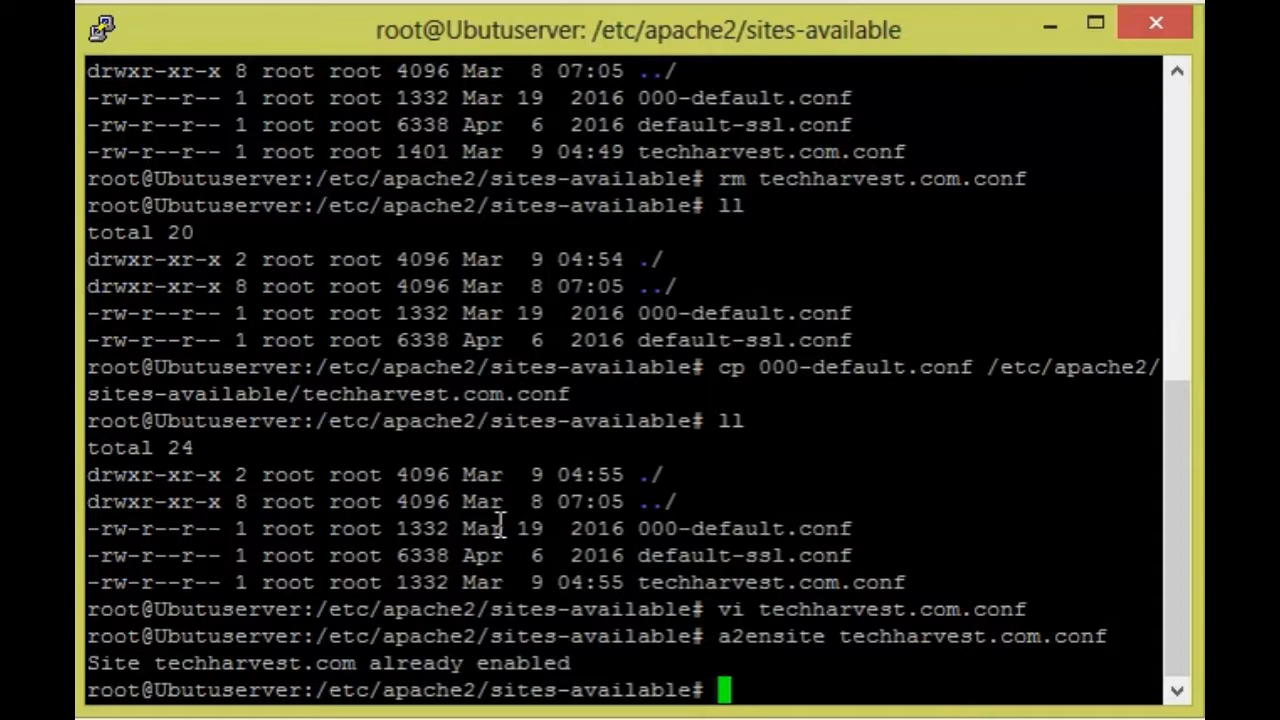 root@Ubutuserver: /etc/apache2/sites-available
drwxr-xr-x 8 root root 4096 Mar  8 07:05 ../
-rw-r--r-- 1 root root 1332 Mar 19  2016 000-default.conf
-rw-r--r-- 1 root root 6338 Apr  6  2016 default-ssl.conf
-rw-r--r-- 1 root root 1401 Mar  9 04:49 techharvest.com.conf
root@Ubutuserver:/etc/apache2/sites-available# rm techharvest.com.conf
root@Ubutuserver:/etc/apache2/sites-available# ll
total 20
drwxr-xr-x 2 root root 4096 Mar  9 04:54 ./
drwxr-xr-x 8 root root 4096 Mar  8 07:05 ../
-rw-r--r-- 1 root root 1332 Mar 19  2016 000-default.conf
-rw-r--r-- 1 root root 6338 Apr  6  2016 default-ssl.conf
root@Ubutuserver:/etc/apache2/sites-available# cp 000-default.conf /etc/apache2/
sites-available/techharvest.com.conf
root@Ubutuserver:/etc/apache2/sites-available# ll
total 24
drwxr-xr-x 2 root root 4096 Mar  9 04:55 ./
drwxr-xr-x 8 root root 4096 Mar  8 07:05 ../
-rw-r--r-- 1 root root 1332 Mar 19  2016 000-default.conf
-rw-r--r-- 1 root root 6338 Apr  6  2016 default-ssl.conf
-rw-r--r-- 1 root root 1332 Mar  9 04:55 techharvest.com.conf
root@Ubutuserver:/etc/apache2/sites-available# vi techharvest.com.conf
root@Ubutuserver:/etc/apache2/sites-available# a2ensite techharvest.com.conf
Site techharvest.com already enabled
root@Ubutuserver:/etc/apache2/sites-available#